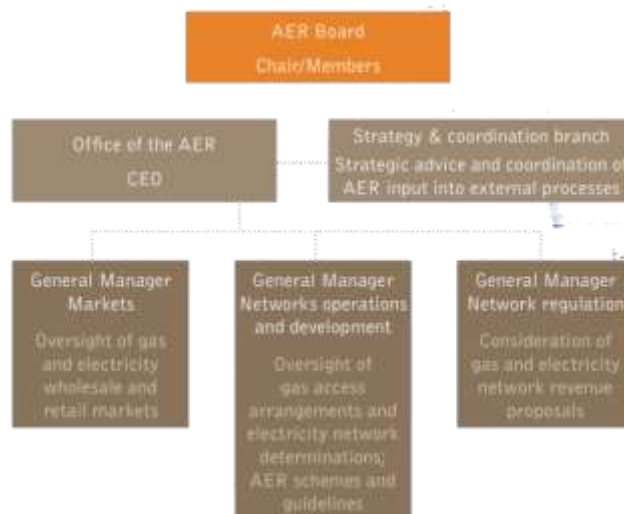 AER Board
Chair/Members
Office of the AER
CEO
Strategy & coordination branch
Strategic advice and coordination of
AER input into external processes
General Manager
Markets
Oversight of gas
and electricity
wholesale and
retail markets
General Manager
Networks operations
and development
Oversight of
gas access
arrangements and
electricity network
determinations;
AER schemes and
guidelines
General Manager
Network regulation
Consideration of
gas and electricity
network revenue
proposals